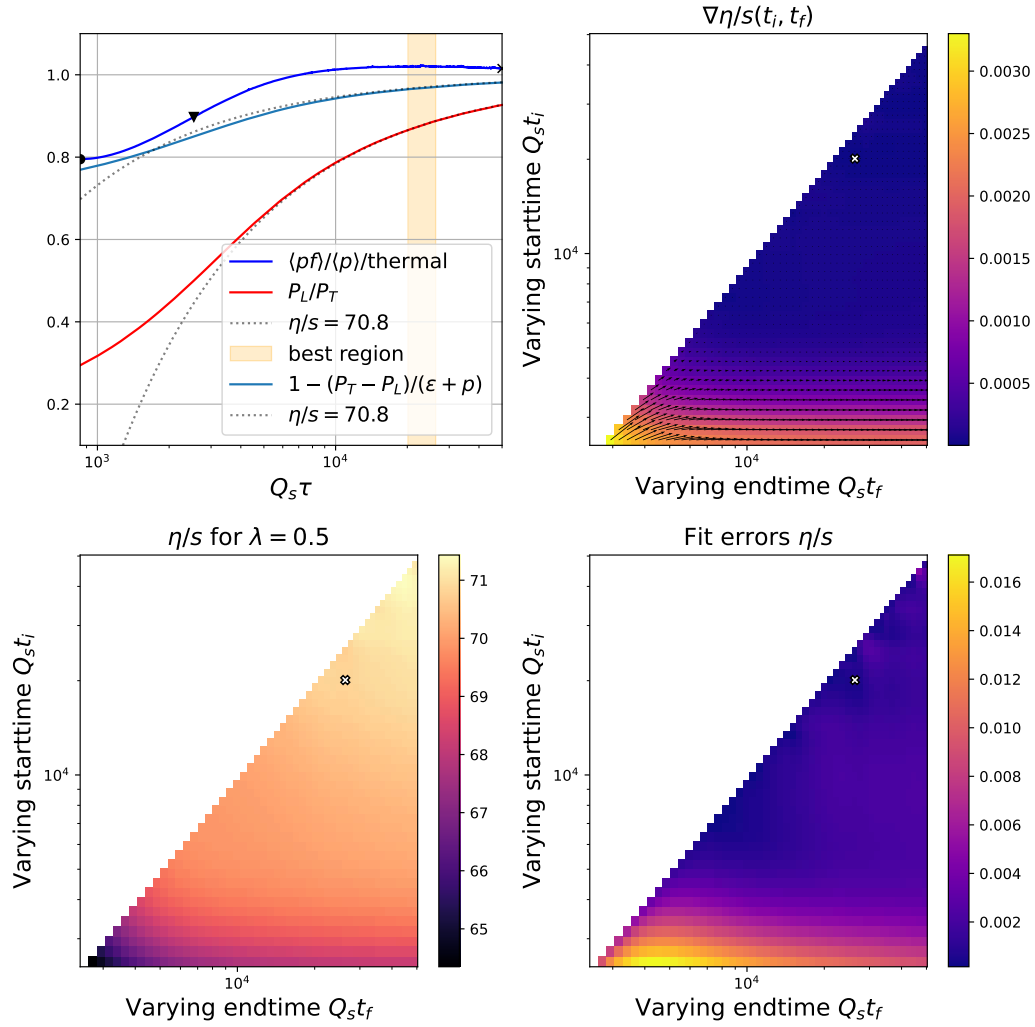 1.0
0.8
0.6
0.4
0.2
10³
10⁴
Q_sτ
⟨pf⟩/⟨p⟩/thermal
P_L/P_T
η/s = 70.8
best region
1 − (P_T − P_L)/(ε + p)
η/s = 70.8
∇η/s(t_i, t_f)
Varying starttime Q_st_i
10⁴
10⁴
Varying endtime Q_st_f
0.0030
0.0025
0.0020
0.0015
0.0010
0.0005
η/s for λ = 0.5
Varying starttime Q_st_i
10⁴
10⁴
Varying endtime Q_st_f
71
70
69
68
67
66
65
Fit errors η/s
Varying starttime Q_st_i
10⁴
10⁴
Varying endtime Q_st_f
0.016
0.014
0.012
0.010
0.008
0.006
0.004
0.002